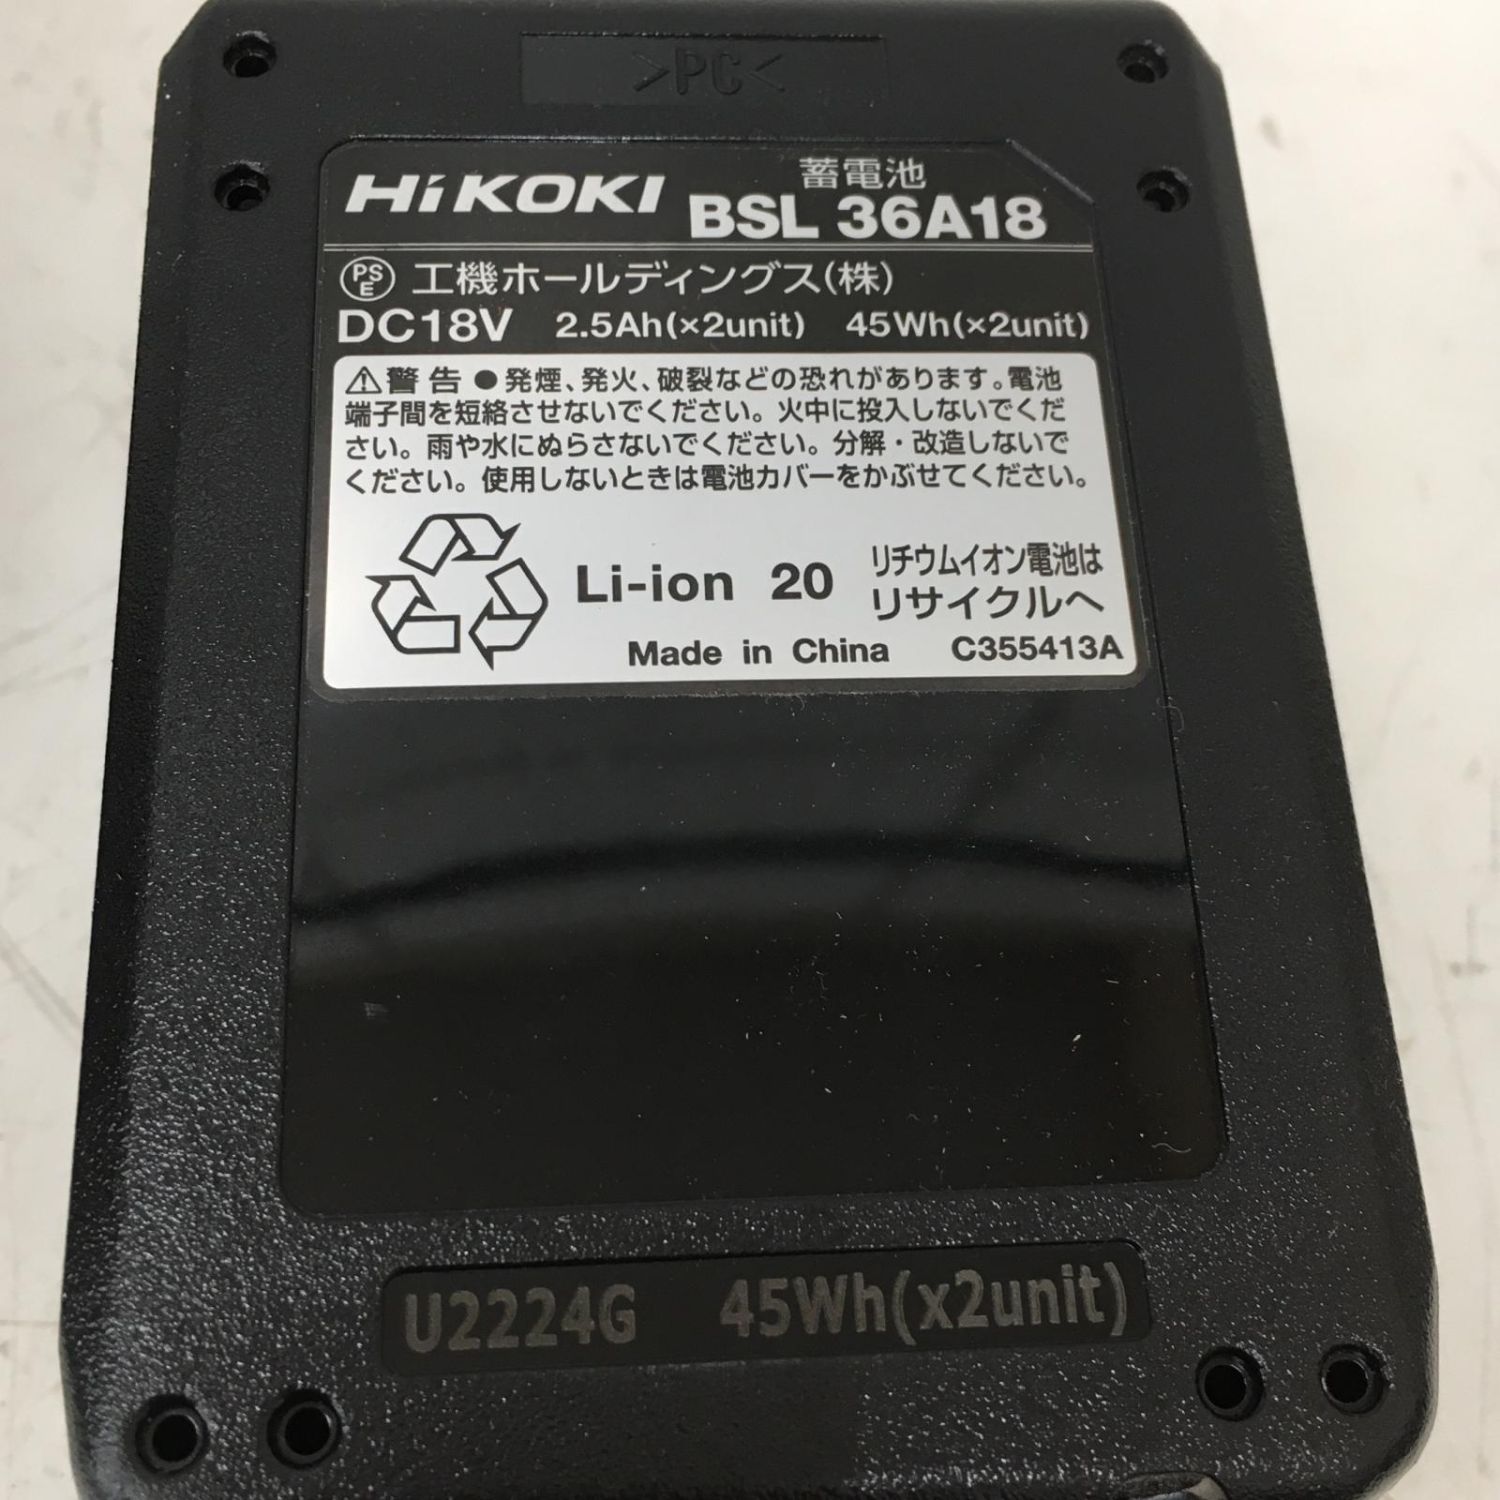 >PC<
HiKOKI 蓄電池
BSL 36A18
PSE 工機ホールディングス(株)
DC18V 2.5Ah(×2unit) 45Wh(×2unit)
⚠警告 ●発煙、発火、破裂などの恐れがあります。電池
端子間を短絡させないでください。火中に投入しないでくだ
さい。雨や水にぬらさないでください。分解・改造しないで
ください。使用しないときは電池カバーをかぶせてください。
Li-ion 20 リチウムイオン電池は
リサイクルへ
Made in China C355413A
U2224G 45Wh(x2unit)